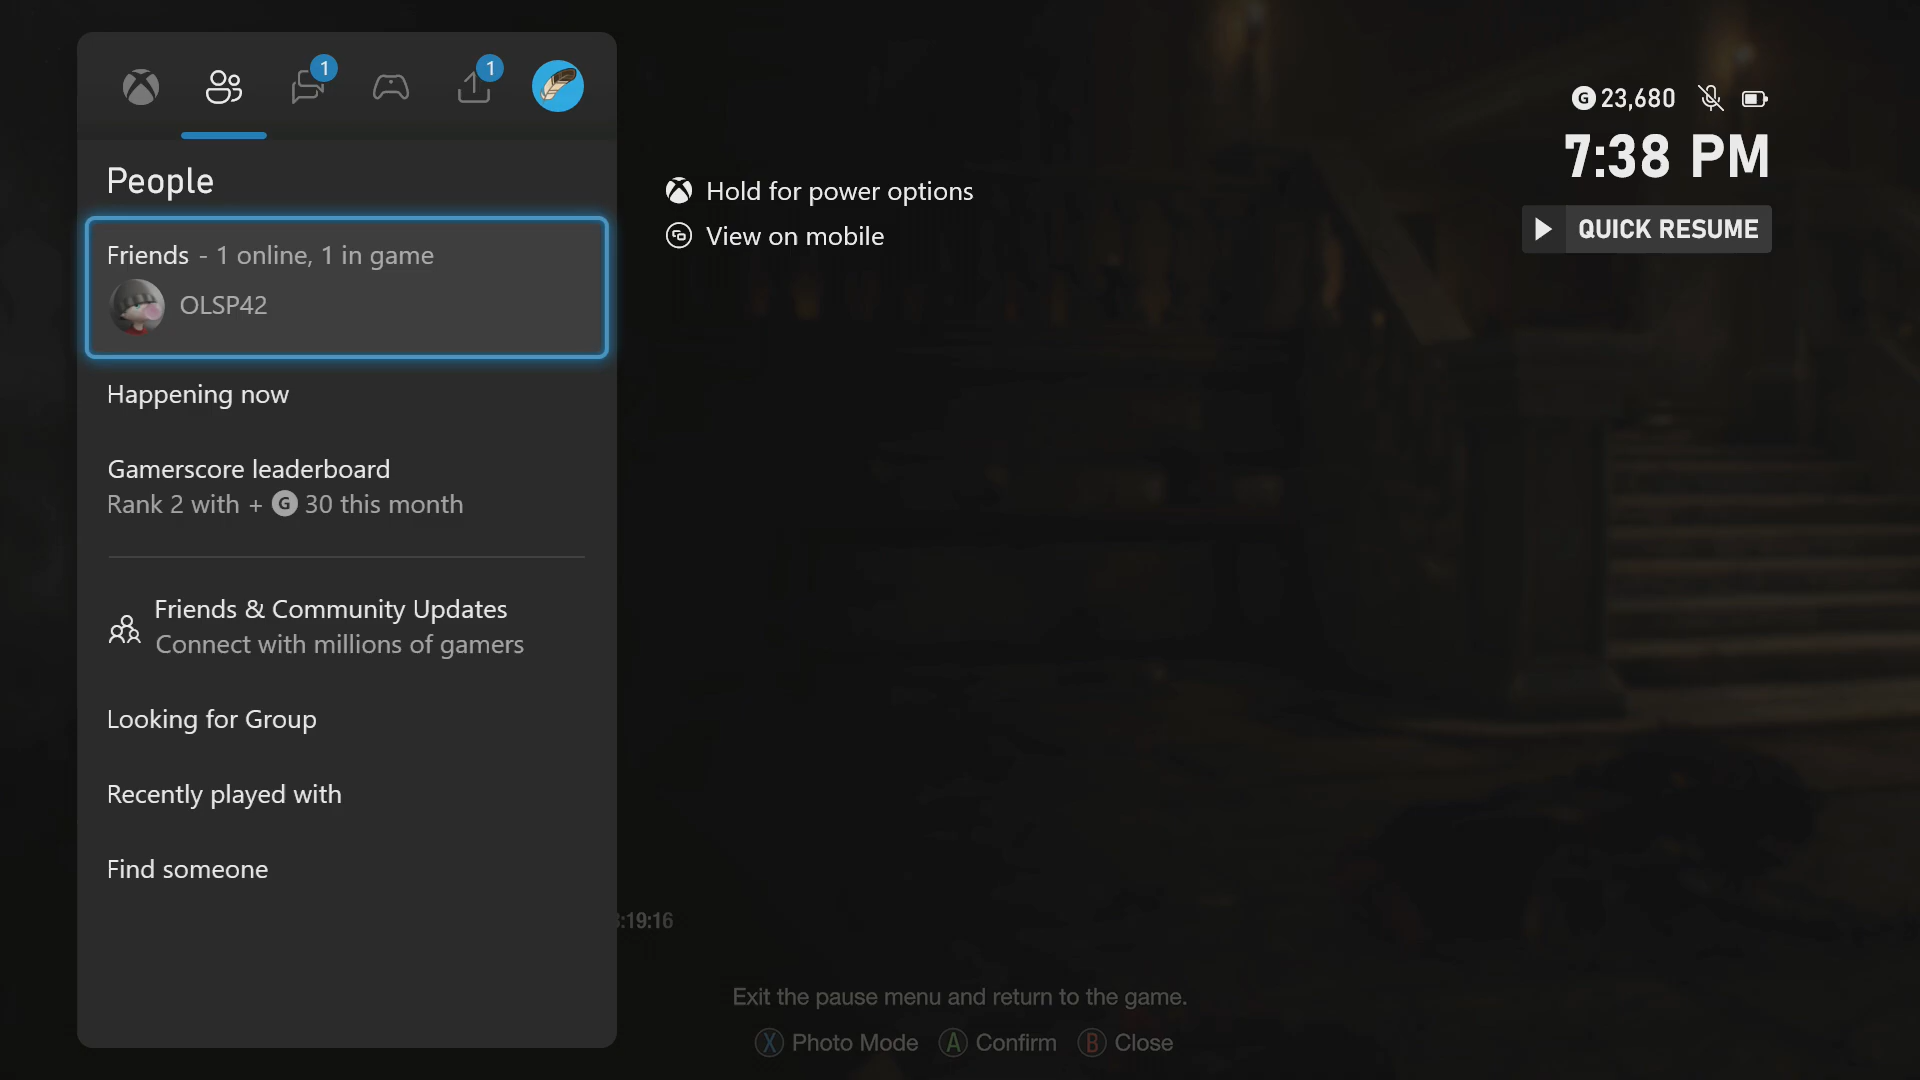 1
1
G 23,680
7:38 PM
QUICK RESUME
People
Hold for power options
View on mobile
Friends - 1 online, 1 in game
OLSP42
Happening now
Gamerscore leaderboard
Rank 2 with + G 30 this month
Friends & Community Updates
Connect with millions of gamers
Looking for Group
Recently played with
Find someone
:19:16
Exit the pause menu and return to the game.
X Photo Mode A Confirm B Close